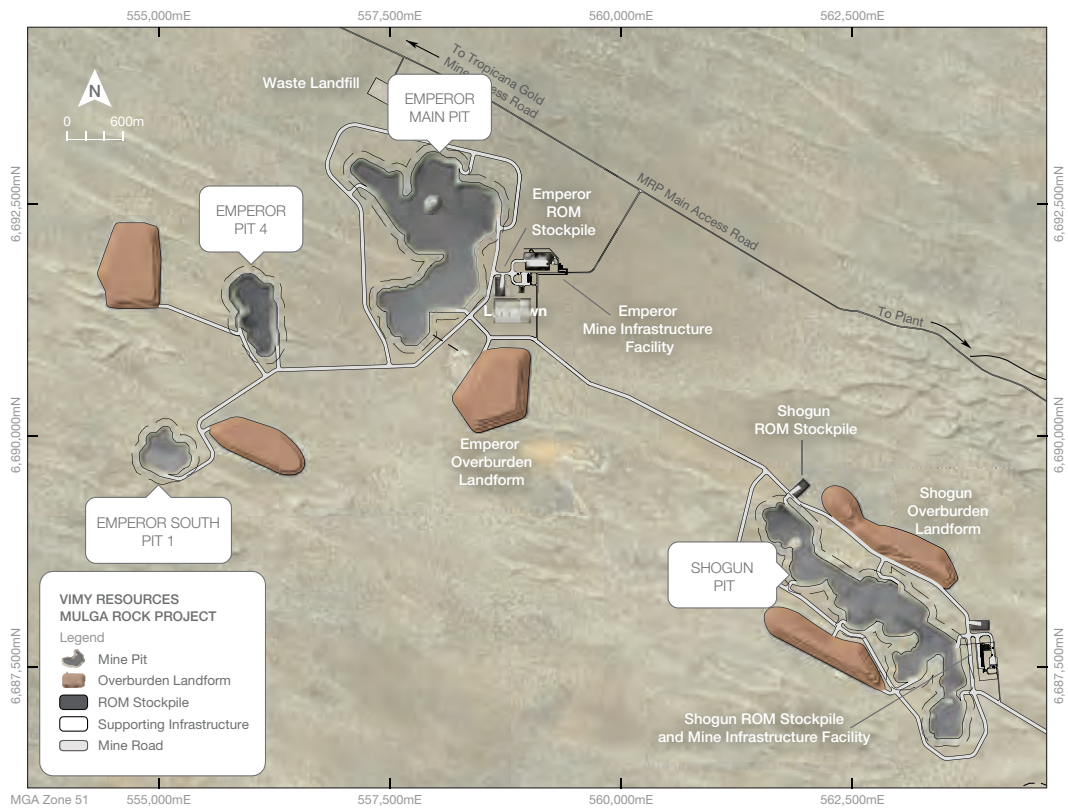 555,000mE
557,500mE
560,000mE
562,500mE
To Tropicana Gold
Mine Access Road
Waste Landfill
EMPEROR
MAIN PIT
N
0 600m
MRP Main Access Road
6,692,500mN
6,692,500mN
Emperor
ROM
Stockpile
EMPEROR
PIT 4
Emperor
Mine Infrastructure
Facility
To Plant
6,690,000mN
6,690,000mN
Shogun
ROM Stockpile
Emperor
Overburden
Landform
Shogun
Overburden
Landform
EMPEROR SOUTH
PIT 1
SHOGUN
PIT
VIMY RESOURCES
MULGA ROCK PROJECT
Legend
Mine Pit
Overburden Landform
ROM Stockpile
Supporting Infrastructure
Mine Road
6,687,500mN
6,687,500mN
Shogun ROM Stockpile
and Mine Infrastructure Facility
MGA Zone 51
555,000mE
557,500mE
560,000mE
562,500mE